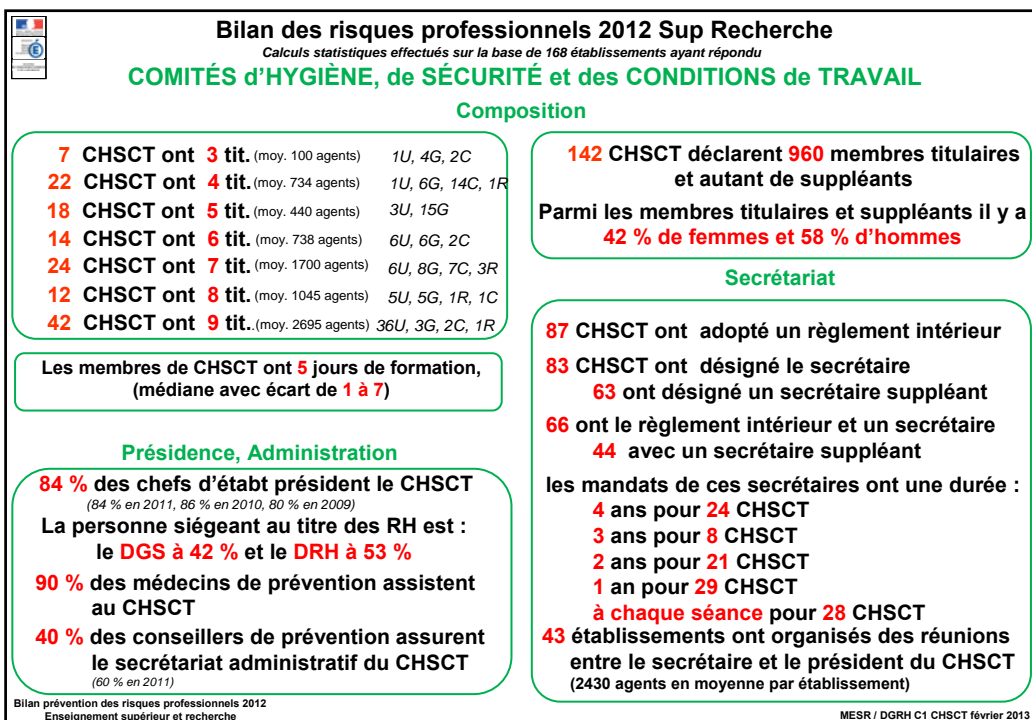 Bilan des risques professionnels 2012 Sup Recherche
Calculs statistiques effectués sur la base de 168 établissements ayant répondu
COMITÉS d'HYGIÈNE, de SÉCURITÉ et des CONDITIONS de TRAVAIL
Composition
7 CHSCT ont 3 tit. (moy. 100 agents) 1U, 4G, 2C
22 CHSCT ont 4 tit. (moy. 734 agents) 1U, 6G, 14C, 1R
18 CHSCT ont 5 tit. (moy. 440 agents) 3U, 15G
14 CHSCT ont 6 tit. (moy. 738 agents) 6U, 6G, 2C
24 CHSCT ont 7 tit. (moy. 1700 agents) 6U, 8G, 7C, 3R
12 CHSCT ont 8 tit. (moy. 1045 agents) 5U, 5G, 1R, 1C
42 CHSCT ont 9 tit..(moy. 2695 agents) 36U, 3G, 2C, 1R
Les membres de CHSCT ont 5 jours de formation,
(médiane avec écart de 1 à 7)
Présidence, Administration
84 % des chefs d'étabt président le CHSCT
(84 % en 2011, 86 % en 2010, 80 % en 2009)
La personne siégeant au titre des RH est :
le DGS à 42 % et le DRH à 53 %
90 % des médecins de prévention assistent
au CHSCT
40 % des conseillers de prévention assurent
le secrétariat administratif du CHSCT
(60 % en 2011)
142 CHSCT déclarent 960 membres titulaires
et autant de suppléants
Parmi les membres titulaires et suppléants il y a
42 % de femmes et 58 % d'hommes
Secrétariat
87 CHSCT ont adopté un règlement intérieur
83 CHSCT ont désigné le secrétaire
63 ont désigné un secrétaire suppléant
66 ont le règlement intérieur et un secrétaire
44 avec un secrétaire suppléant
les mandats de ces secrétaires ont une durée :
4 ans pour 24 CHSCT
3 ans pour 8 CHSCT
2 ans pour 21 CHSCT
1 an pour 29 CHSCT
à chaque séance pour 28 CHSCT
43 établissements ont organisés des réunions
entre le secrétaire et le président du CHSCT
(2430 agents en moyenne par établissement)
Bilan prévention des risques professionnels 2012
Enseignement supérieur et recherche
MESR / DGRH C1 CHSCT février 2013